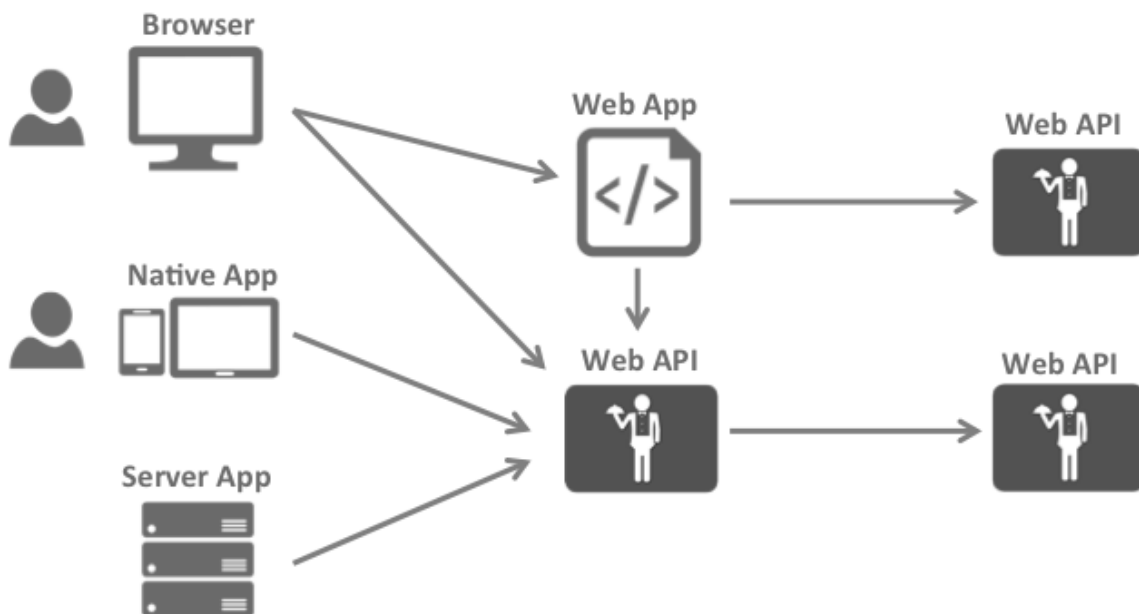 Browser
Web App
Web API
Native App
Web API
Web API
Server App